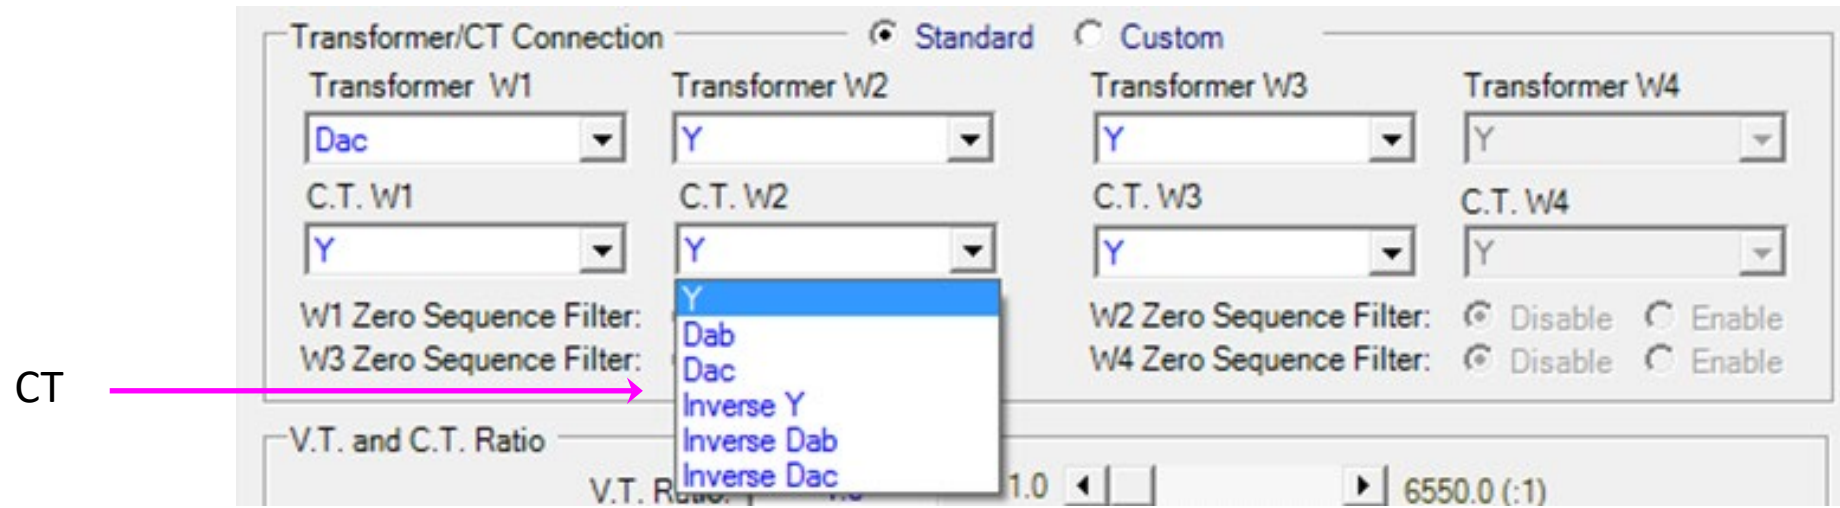 Transformer/CT Connection Standard Custom
Transformer W1 Transformer W2 Transformer W3 Transformer W4
Dac Y Y Y
C.T. W1 C.T. W2 C.T. W3 C.T. W4
Y Y Y Y
Y
W1 Zero Sequence Filter: W2 Zero Sequence Filter: Disable Enable
Dab
W3 Zero Sequence Filter: W4 Zero Sequence Filter: Disable Enable
Dac
CT
Inverse Y
V.T. and C.T. Ratio
Inverse Dab
Inverse Dac
V.T. 1.0 6550.0 (:1)